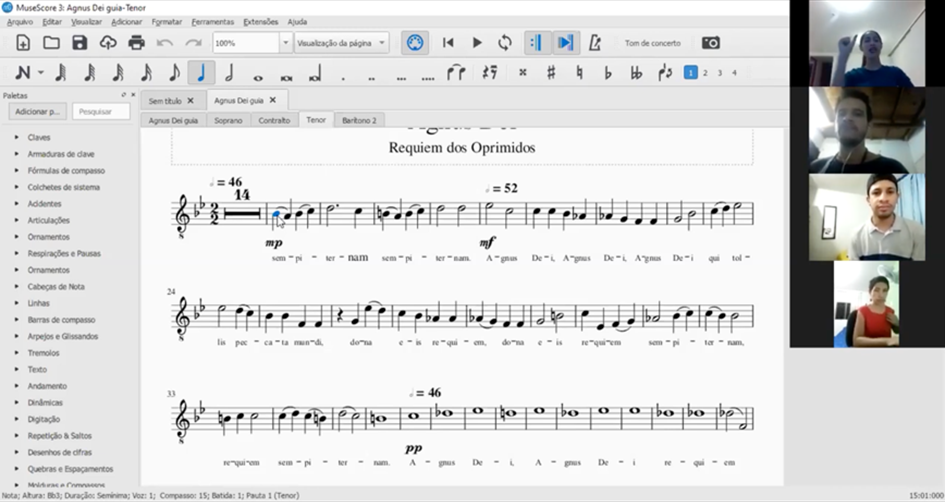 MuseScore 3: Agnus Dei guia-Tenor
Arquivo Editar Visualizar Adicionar Formatar Ferramentas Extensões Ajuda
100% Visualização da página Tom de concerto
1 2 3 4
Paletas
Sem título Agnus Dei guia
Adicionar p... Pesquisar
Agnus Dei guia Soprano Contralto Tenor Barítono 2
Claves
Armaduras de clave
Fórmulas de compasso
Colchetes de sistema
Acidentes
Articulações
Ornamentos
Respirações e Pausas
Ornamentos
Cabeças de Nota
Linhas
Barras de compasso
Arpejos e Glissandos
Tremolos
Texto
Andamento
Dinâmicas
Digitação
Repetição & Saltos
Desenhos de cifras
Quebras e Espaçamentos
Molduras e Compassos
Requiem dos Oprimidos
= 46
14
= 52
mp
mf
sem - pi - ter - nam sem - pi - ter - nam. A - gnus De - i, A - gnus De - i, A - gnus De - i qui tol -
24
lis pec - ca - ta mun - di, do - na e - is re - qui - em, do - na e - is re - qui - em sem - pi - ter - nam,
33
= 46
pp
re - qui - em sem - pi - ter - nam. A - gnus De - i, A - gnus De - i re - qui - em
Nota; Altura: Bb3; Duração: Semínima; Voz: 1; Compasso: 15; Batida: 1; Pauta 1 (Tenor) 15:01:000